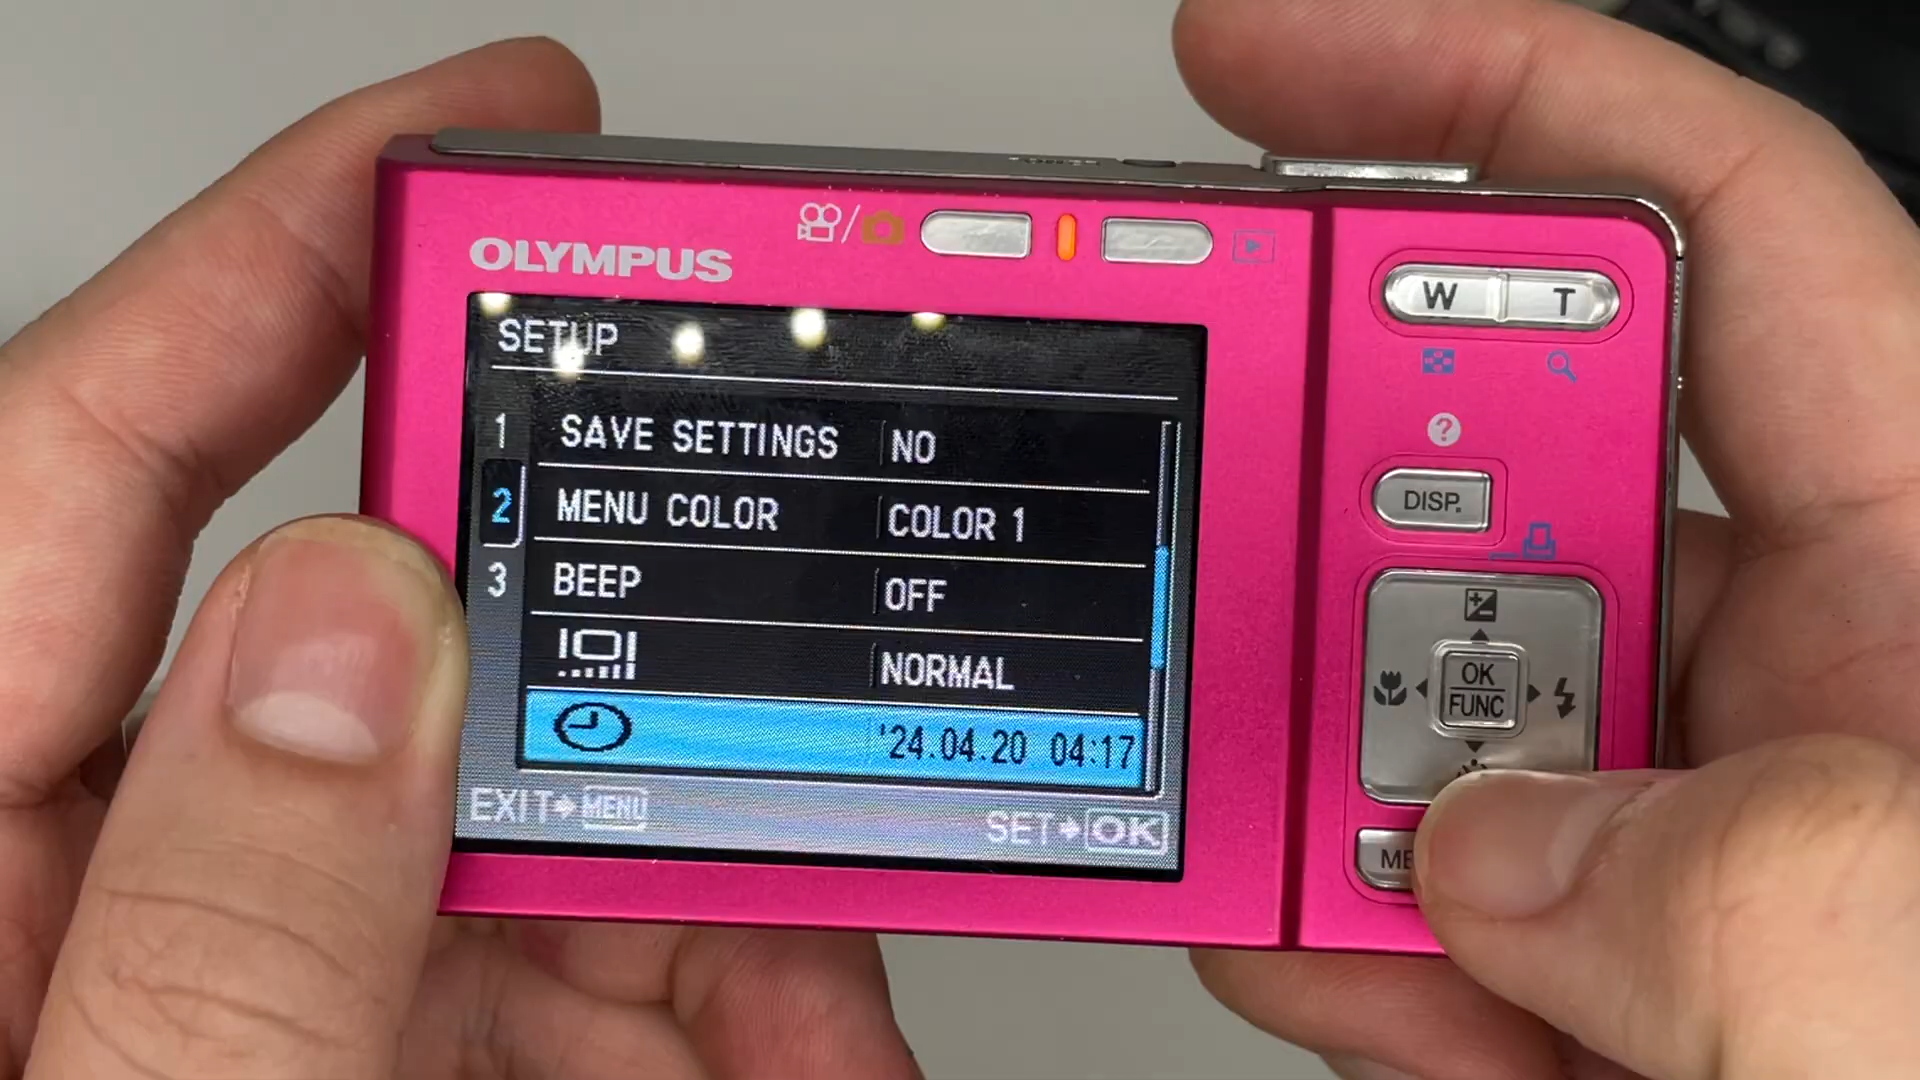 OLYMPUS
W T
SETUP
1 SAVE SETTINGS NO
2 MENU COLOR COLOR 1
3 BEEP OFF
NORMAL
'24.04.20 04:17
EXIT MENU
SET OK
?
DISP.
OK
FUNC
ME